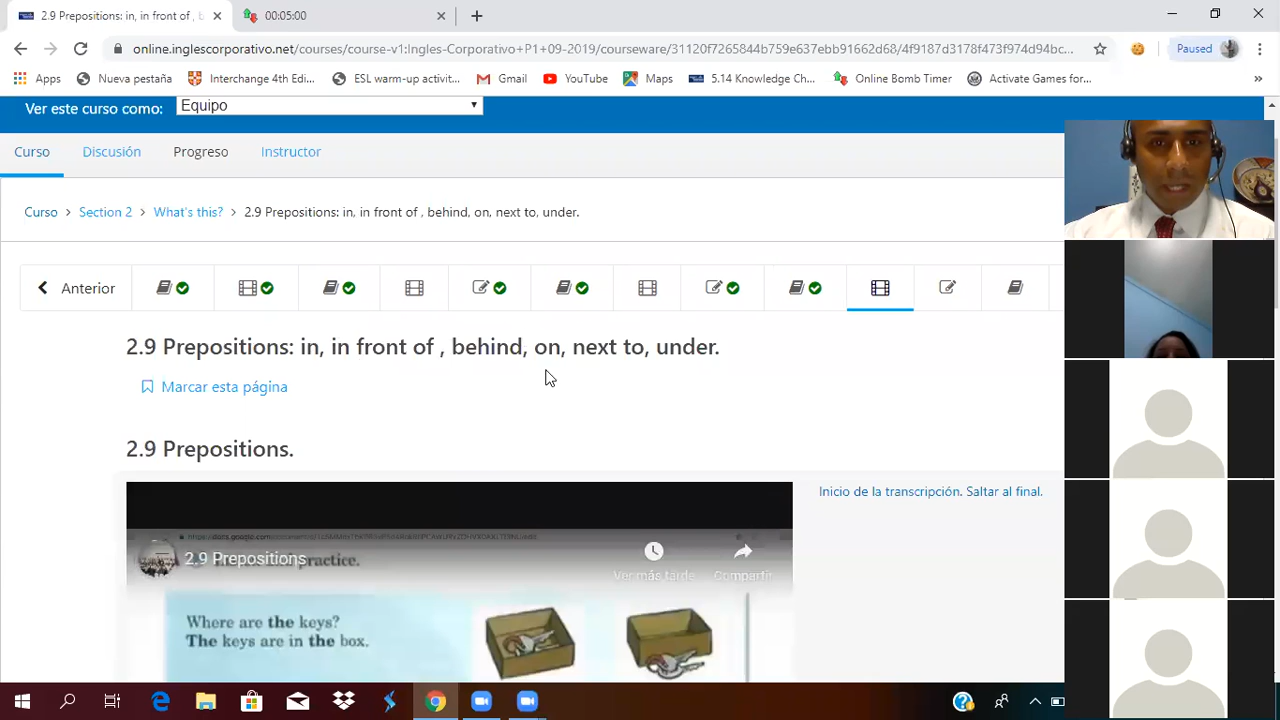 2.9 Prepositions: in, in front of , b
00:05:00
online.inglescorporativo.net/courses/course-v1:Ingles-Corporativo+P1+09-2019/courseware/31120f7265844b759e637ebb91662d68/4f9187d3178f473f974d94bc...
Paused
Apps
Nueva pestaña
Interchange 4th Edi...
ESL warm-up activit...
Gmail
YouTube
Maps
5.14 Knowledge Ch...
Online Bomb Timer
Activate Games for...
»
Ver este curso como:
Equipo
Curso
Discusión
Progreso
Instructor
Curso > Section 2 > What's this? > 2.9 Prepositions: in, in front of , behind, on, next to, under.
Anterior
2.9 Prepositions: in, in front of , behind, on, next to, under.
Marcar esta página
2.9 Prepositions.
Inicio de la transcripción. Saltar al final.
2.9 Prepositions
practice.
Ver más tarde
Compartir
Where are the keys?
The keys are in the box.